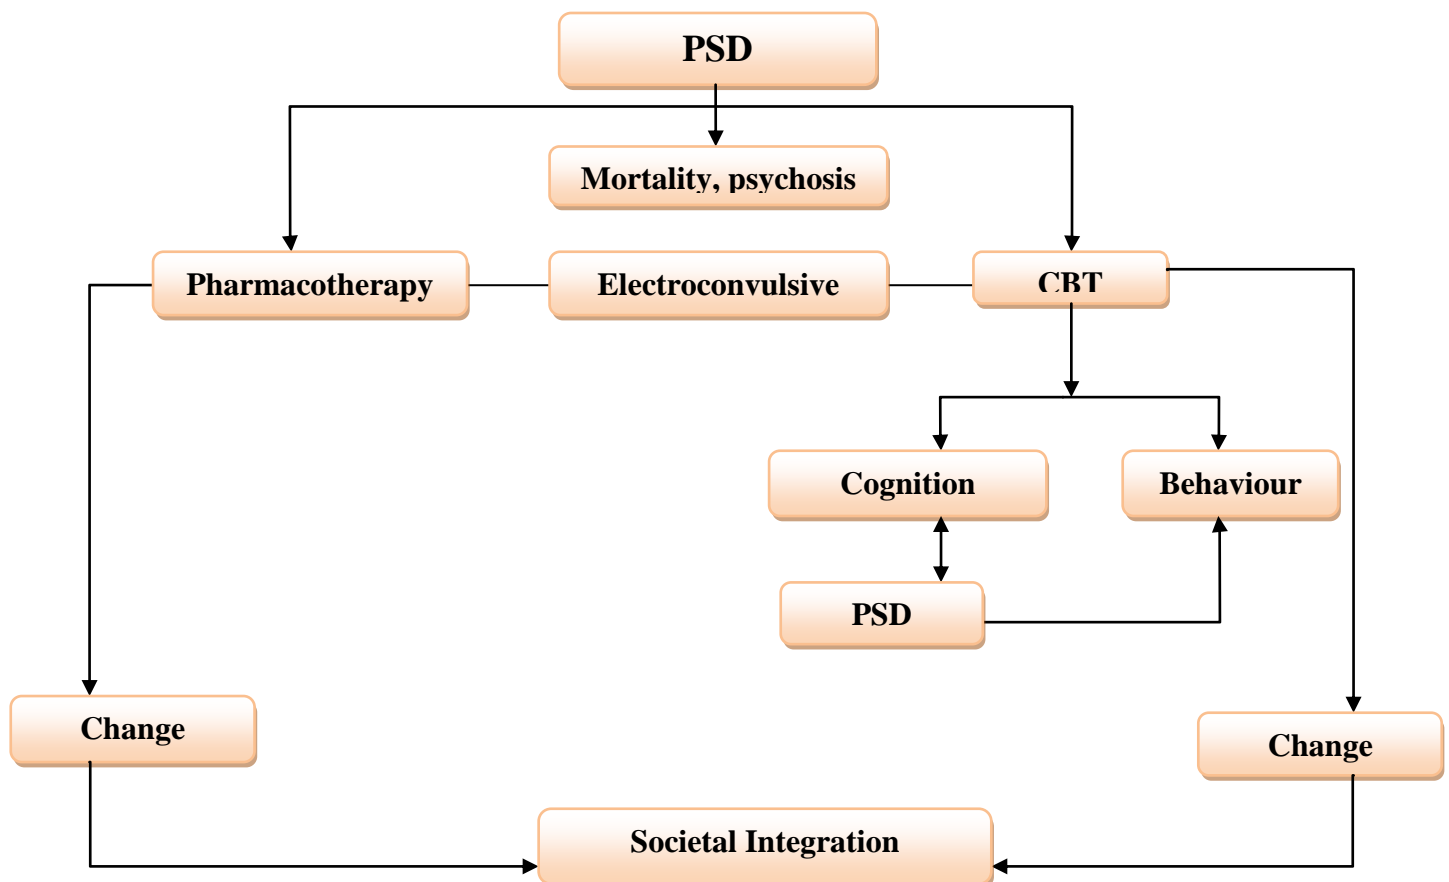 PSD
Mortality, psychosis
Pharmacotherapy
Electroconvulsive
CBT
Cognition
Behaviour
PSD
Change
Change
Societal Integration